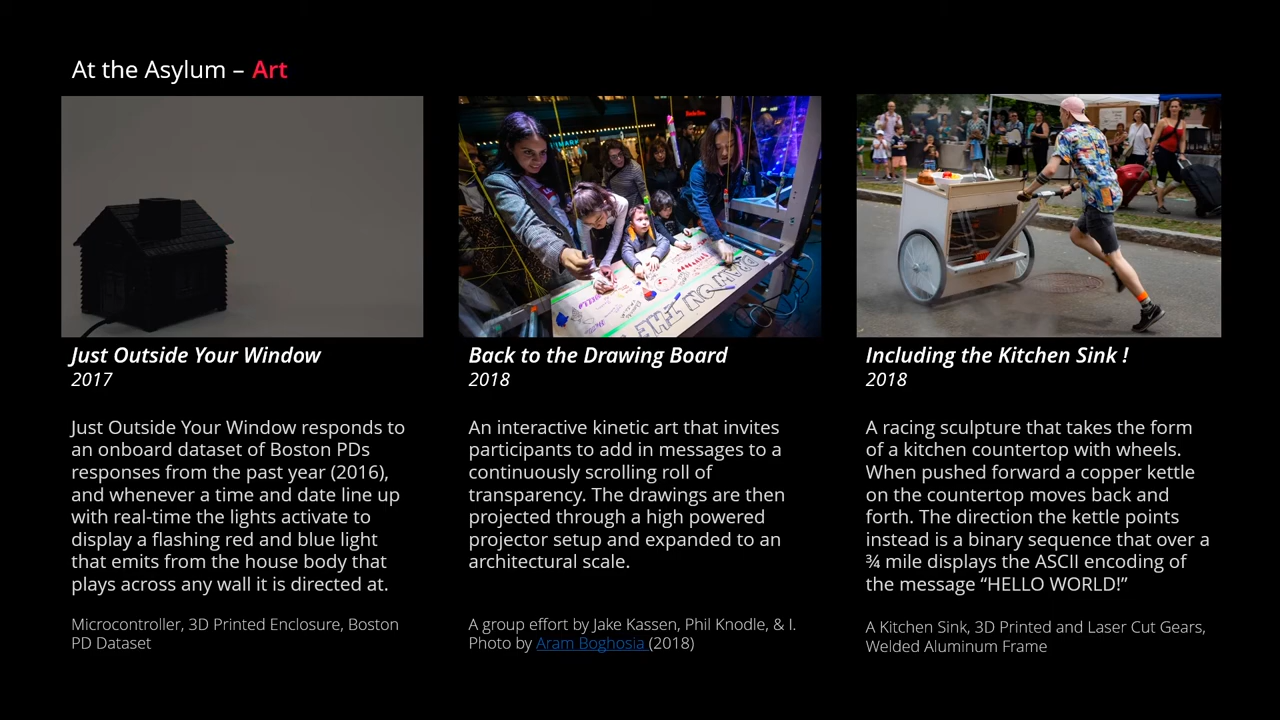 At the Asylum – Art
Just Outside Your Window
2017
Just Outside Your Window responds to
an onboard dataset of Boston PDs
responses from the past year (2016),
and whenever a time and date line up
with real-time the lights activate to
display a flashing red and blue light
that emits from the house body that
plays across any wall it is directed at.
Microcontroller, 3D Printed Enclosure, Boston
PD Dataset
Back to the Drawing Board
2018
An interactive kinetic art that invites
participants to add in messages to a
continuously scrolling roll of
transparency. The drawings are then
projected through a high powered
projector setup and expanded to an
architectural scale.
A group effort by Jake Kassen, Phil Knodle, & I.
Photo by Aram Boghosia (2018)
Including the Kitchen Sink !
2018
A racing sculpture that takes the form
of a kitchen countertop with wheels.
When pushed forward a copper kettle
on the countertop moves back and
forth. The direction the kettle points
instead is a binary sequence that over a
¾ mile displays the ASCII encoding of
the message “HELLO WORLD!”
A Kitchen Sink, 3D Printed and Laser Cut Gears,
Welded Aluminum Frame
DRAW ON THE